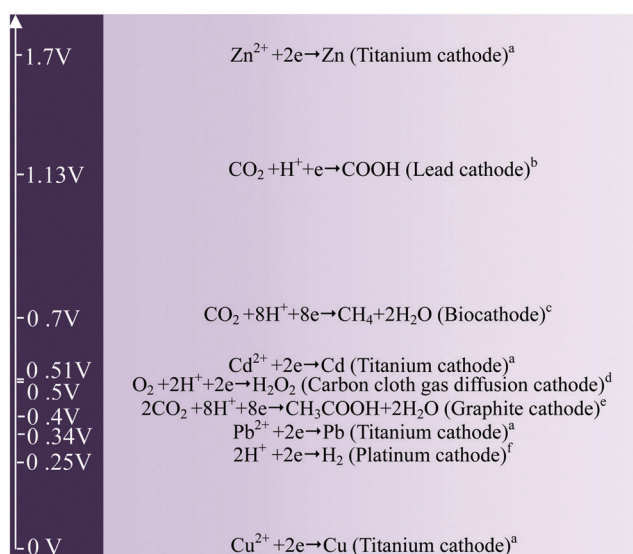 1.7V Zn²⁺ +2e→Zn (Titanium cathode)ᵃ
1.13V CO₂ +H⁺+e→COOH (Lead cathode)ᵇ
0 .7V CO₂ +8H⁺+8e→CH₄+2H₂O (Biocathode)ᶜ
0 .51V Cd²⁺ +2e→Cd (Titanium cathode)ᵃ
0 .5V O₂ +2H⁺+2e→H₂O₂ (Carbon cloth gas diffusion cathode)ᵈ
0 .4V 2CO₂ +8H⁺+8e→CH₃COOH+2H₂O (Graphite cathode)ᵉ
0 .34V Pb²⁺ +2e→Pb (Titanium cathode)ᵃ
0 .25V 2H⁺ +2e→H₂ (Platinum cathode)ᶠ
0 V Cu²⁺ +2e→Cu (Titanium cathode)ᵃ